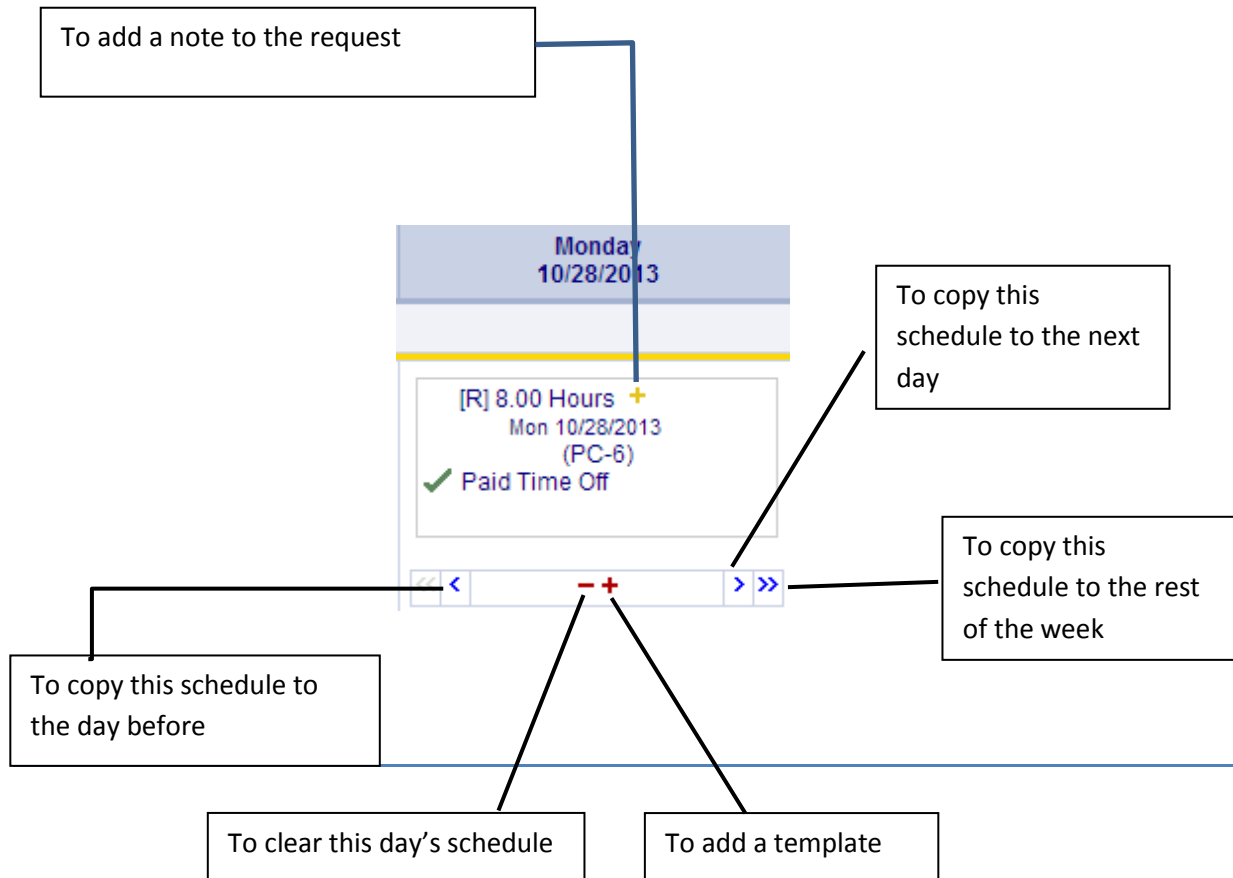 To add a note to the request
Monday
10/28/2013
To copy this
schedule to the next
day
[R] 8.00 Hours +
Mon 10/28/2013
(PC-6)
✓ Paid Time Off
<< < - + > >>
To copy this
schedule to the rest
of the week
To copy this schedule to
the day before
To clear this day’s schedule
To add a template